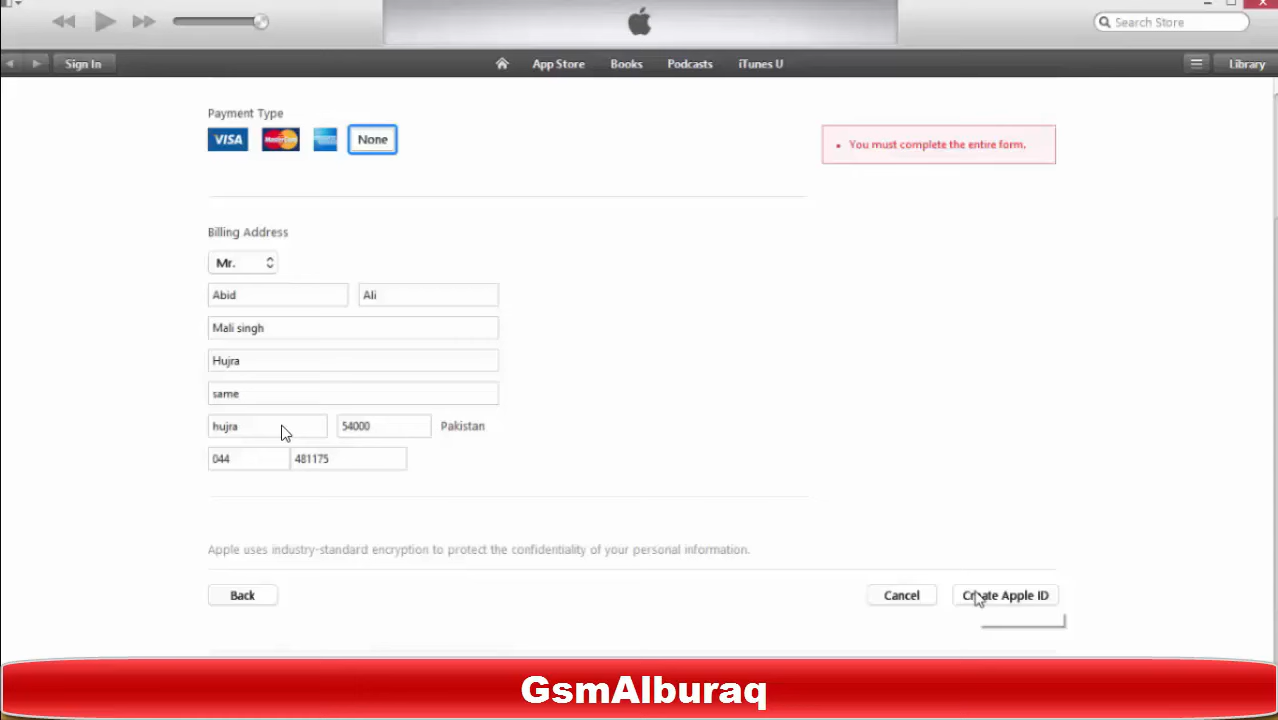 Search Store
Sign In
App Store
Books
Podcasts
iTunes U
Library
Payment Type
VISA
MasterCard
None
You must complete the entire form.
Billing Address
Mr.
Abid
Ali
Mali singh
Hujra
same
hujra
54000
Pakistan
044
481175
Apple uses industry-standard encryption to protect the confidentiality of your personal information.
Back
Cancel
Create Apple ID
GsmAlburaq